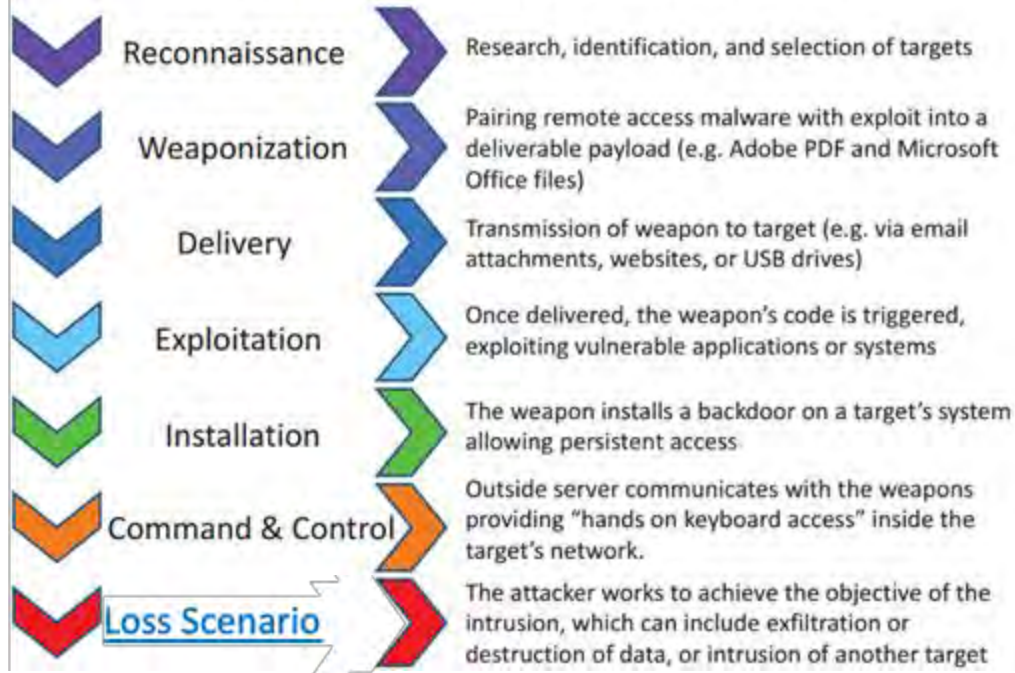 Reconnaissance
Research, identification, and selection of targets
Weaponization
Pairing remote access malware with exploit into a
deliverable payload (e.g. Adobe PDF and Microsoft
Office files)
Delivery
Transmission of weapon to target (e.g. via email
attachments, websites, or USB drives)
Exploitation
Once delivered, the weapon's code is triggered,
exploiting vulnerable applications or systems
Installation
The weapon installs a backdoor on a target's system
allowing persistent access
Command & Control
Outside server communicates with the weapons
providing “hands on keyboard access” inside the
target's network.
Loss Scenario
The attacker works to achieve the objective of the
intrusion, which can include exfiltration or
destruction of data, or intrusion of another target